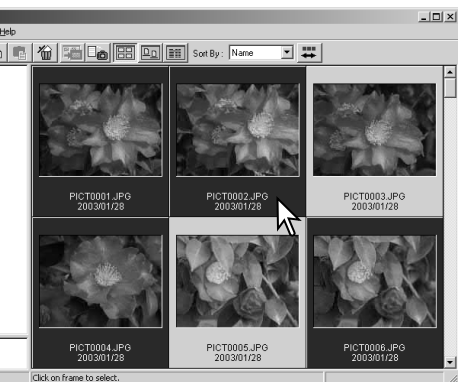 Help
Sort By : Name
PICT0001.JPG
2003/01/28
PICT0002.JPG
2003/01/28
PICT0003.JPG
2003/01/28
PICT0004.JPG
2003/01/28
PICT0005.JPG
2003/01/28
PICT0006.JPG
2003/01/28
Click on frame to select.